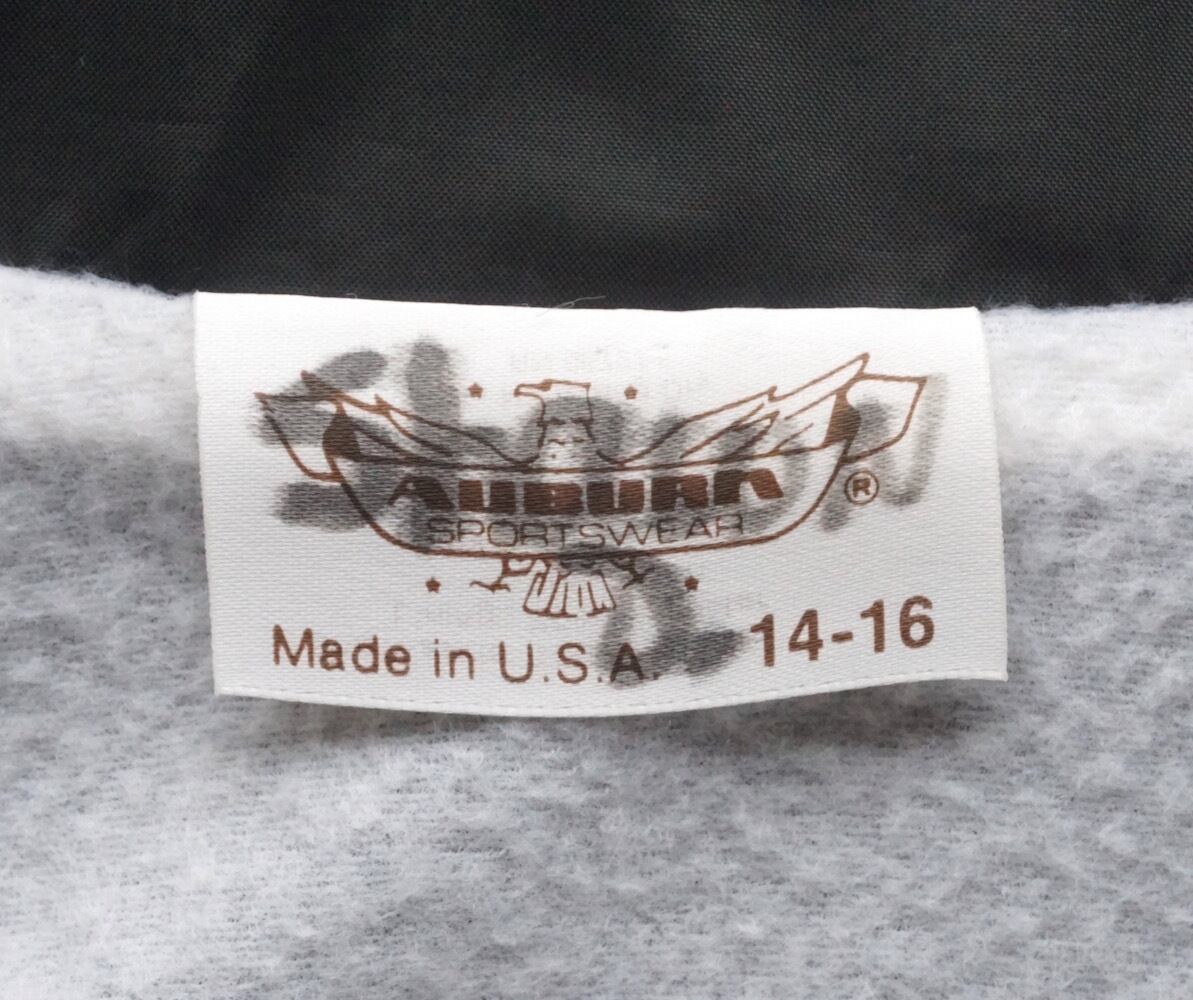 AUBURN
SPORTSWEAR
®
Made in U.S.A. 14-16